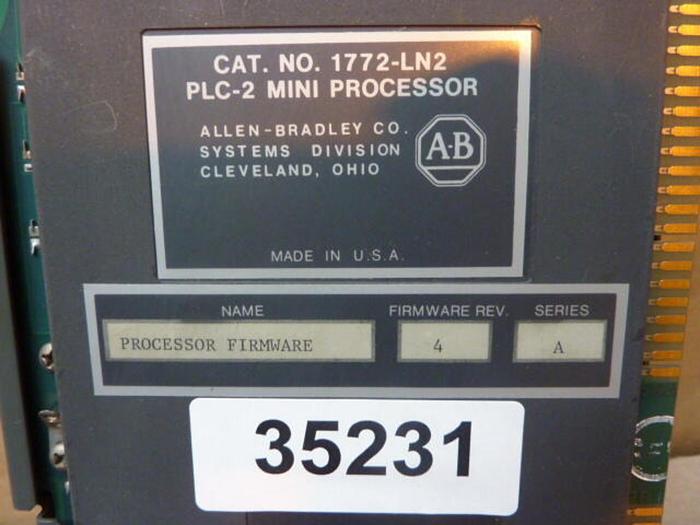 CAT. NO. 1772-LN2
PLC-2 MINI PROCESSOR
ALLEN-BRADLEY CO.
SYSTEMS DIVISION
CLEVELAND, OHIO
A-B
MADE IN U.S.A.
NAME FIRMWARE REV. SERIES
PROCESSOR FIRMWARE 4 A
35231